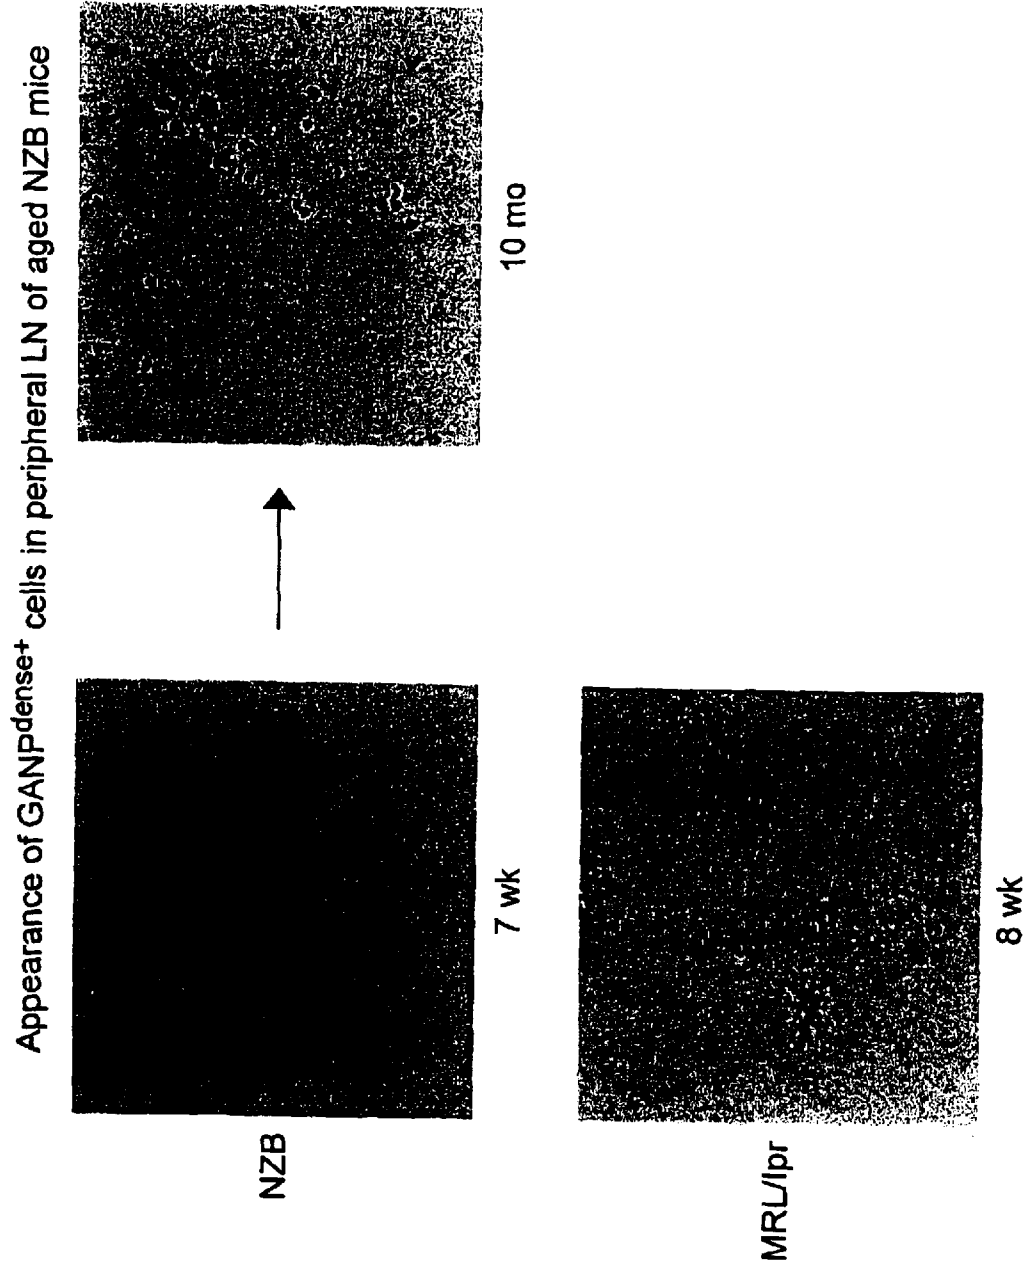 Appearance of GANPdense+ cells in peripheral LN of aged NZB mice
NZB
7 wk
10 mo
MRL/lpr
8 wk